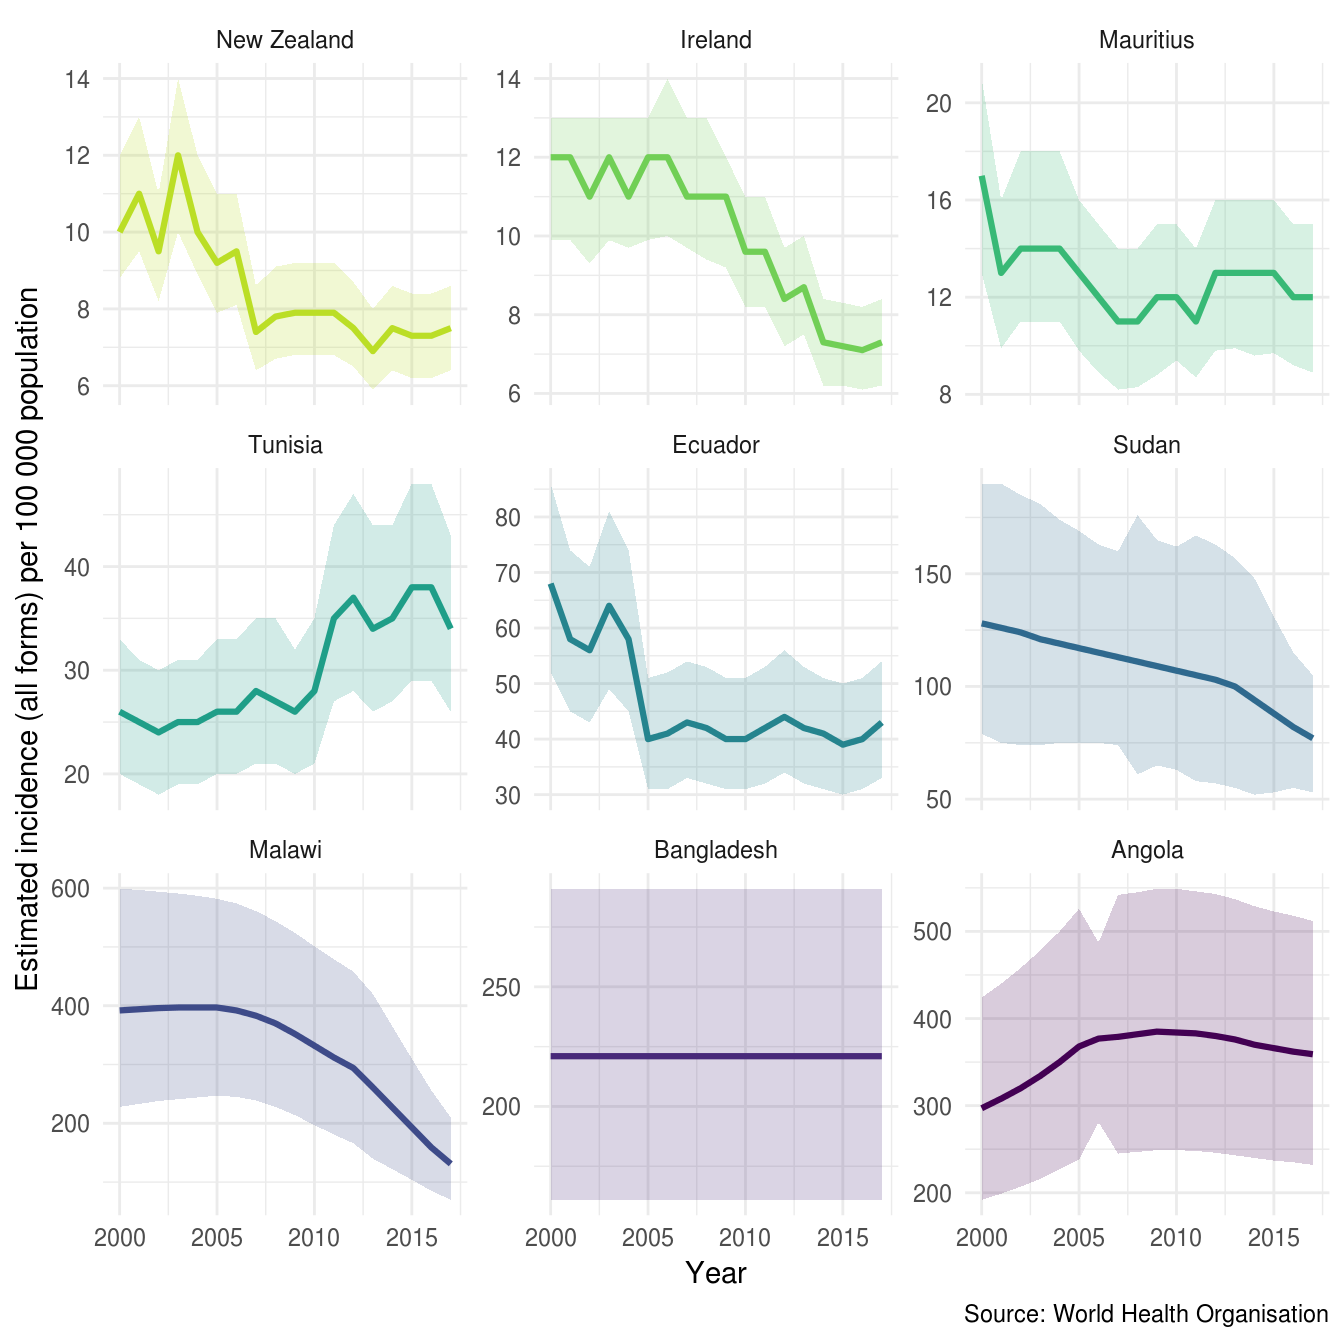 New Zealand
Ireland
Mauritius
14
12
10
8
6
14
12
10
8
6
20
16
12
8
Tunisia
Ecuador
Sudan
40
30
20
80
70
60
50
40
30
150
100
50
Malawi
Bangladesh
Angola
600
400
200
250
200
500
400
300
200
2000 2005 2010 2015
2000 2005 2010 2015
2000 2005 2010 2015
Estimated incidence (all forms) per 100 000 population
Year
Source: World Health Organisation